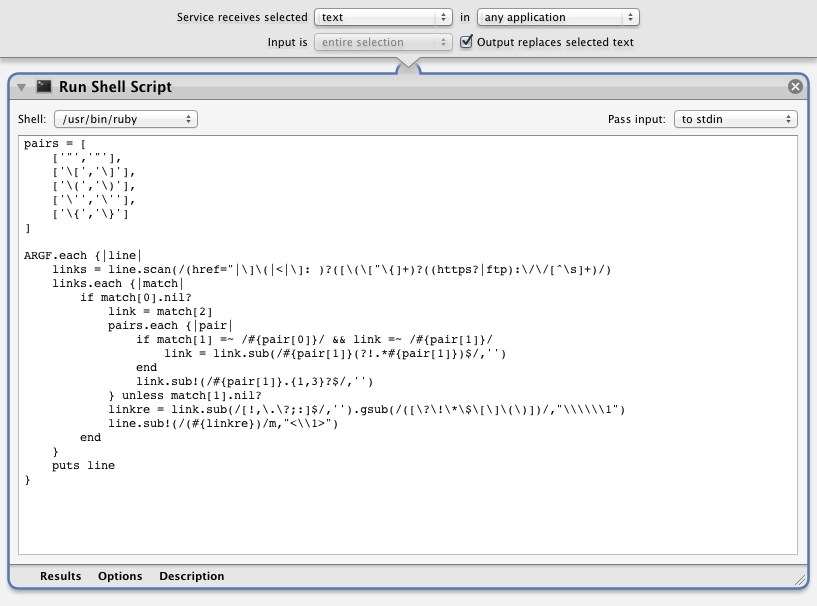 Service receives selected text in any application
Input is entire selection Output replaces selected text
Run Shell Script
Shell: /usr/bin/ruby Pass input: to stdin
pairs = [
    ['"','"'],
    ['\[','\]'],
    ['\(','\)'],
    ['\'','\''],
    ['\{','\}']
]

ARGF.each {|line|
    links = line.scan(/(href="|\]\(|<|\]: )?([\(\["\{]+)?((https?|ftp):\/\/[^\s]+)/)
    links.each {|match|
        if match[0].nil?
            link = match[2]
            pairs.each {|pair|
                if match[1] =~ /#{pair[0]}/ && link =~ /#{pair[1]}/
                    link = link.sub(/#{pair[1]}(?!.*#{pair[1]})$/,'')
                end
                link.sub!(/#{pair[1]}.{1,3}?$/,'')
            } unless match[1].nil?
            linkre = link.sub(/[!,\.\?;:]$/,'').gsub(/([\?\!\*\$\[\]\(\)])/,"\\\\\\1")
            line.sub!(/(#{linkre})/m,"<\\1>")
        end
    }
    puts line
}
Results Options Description